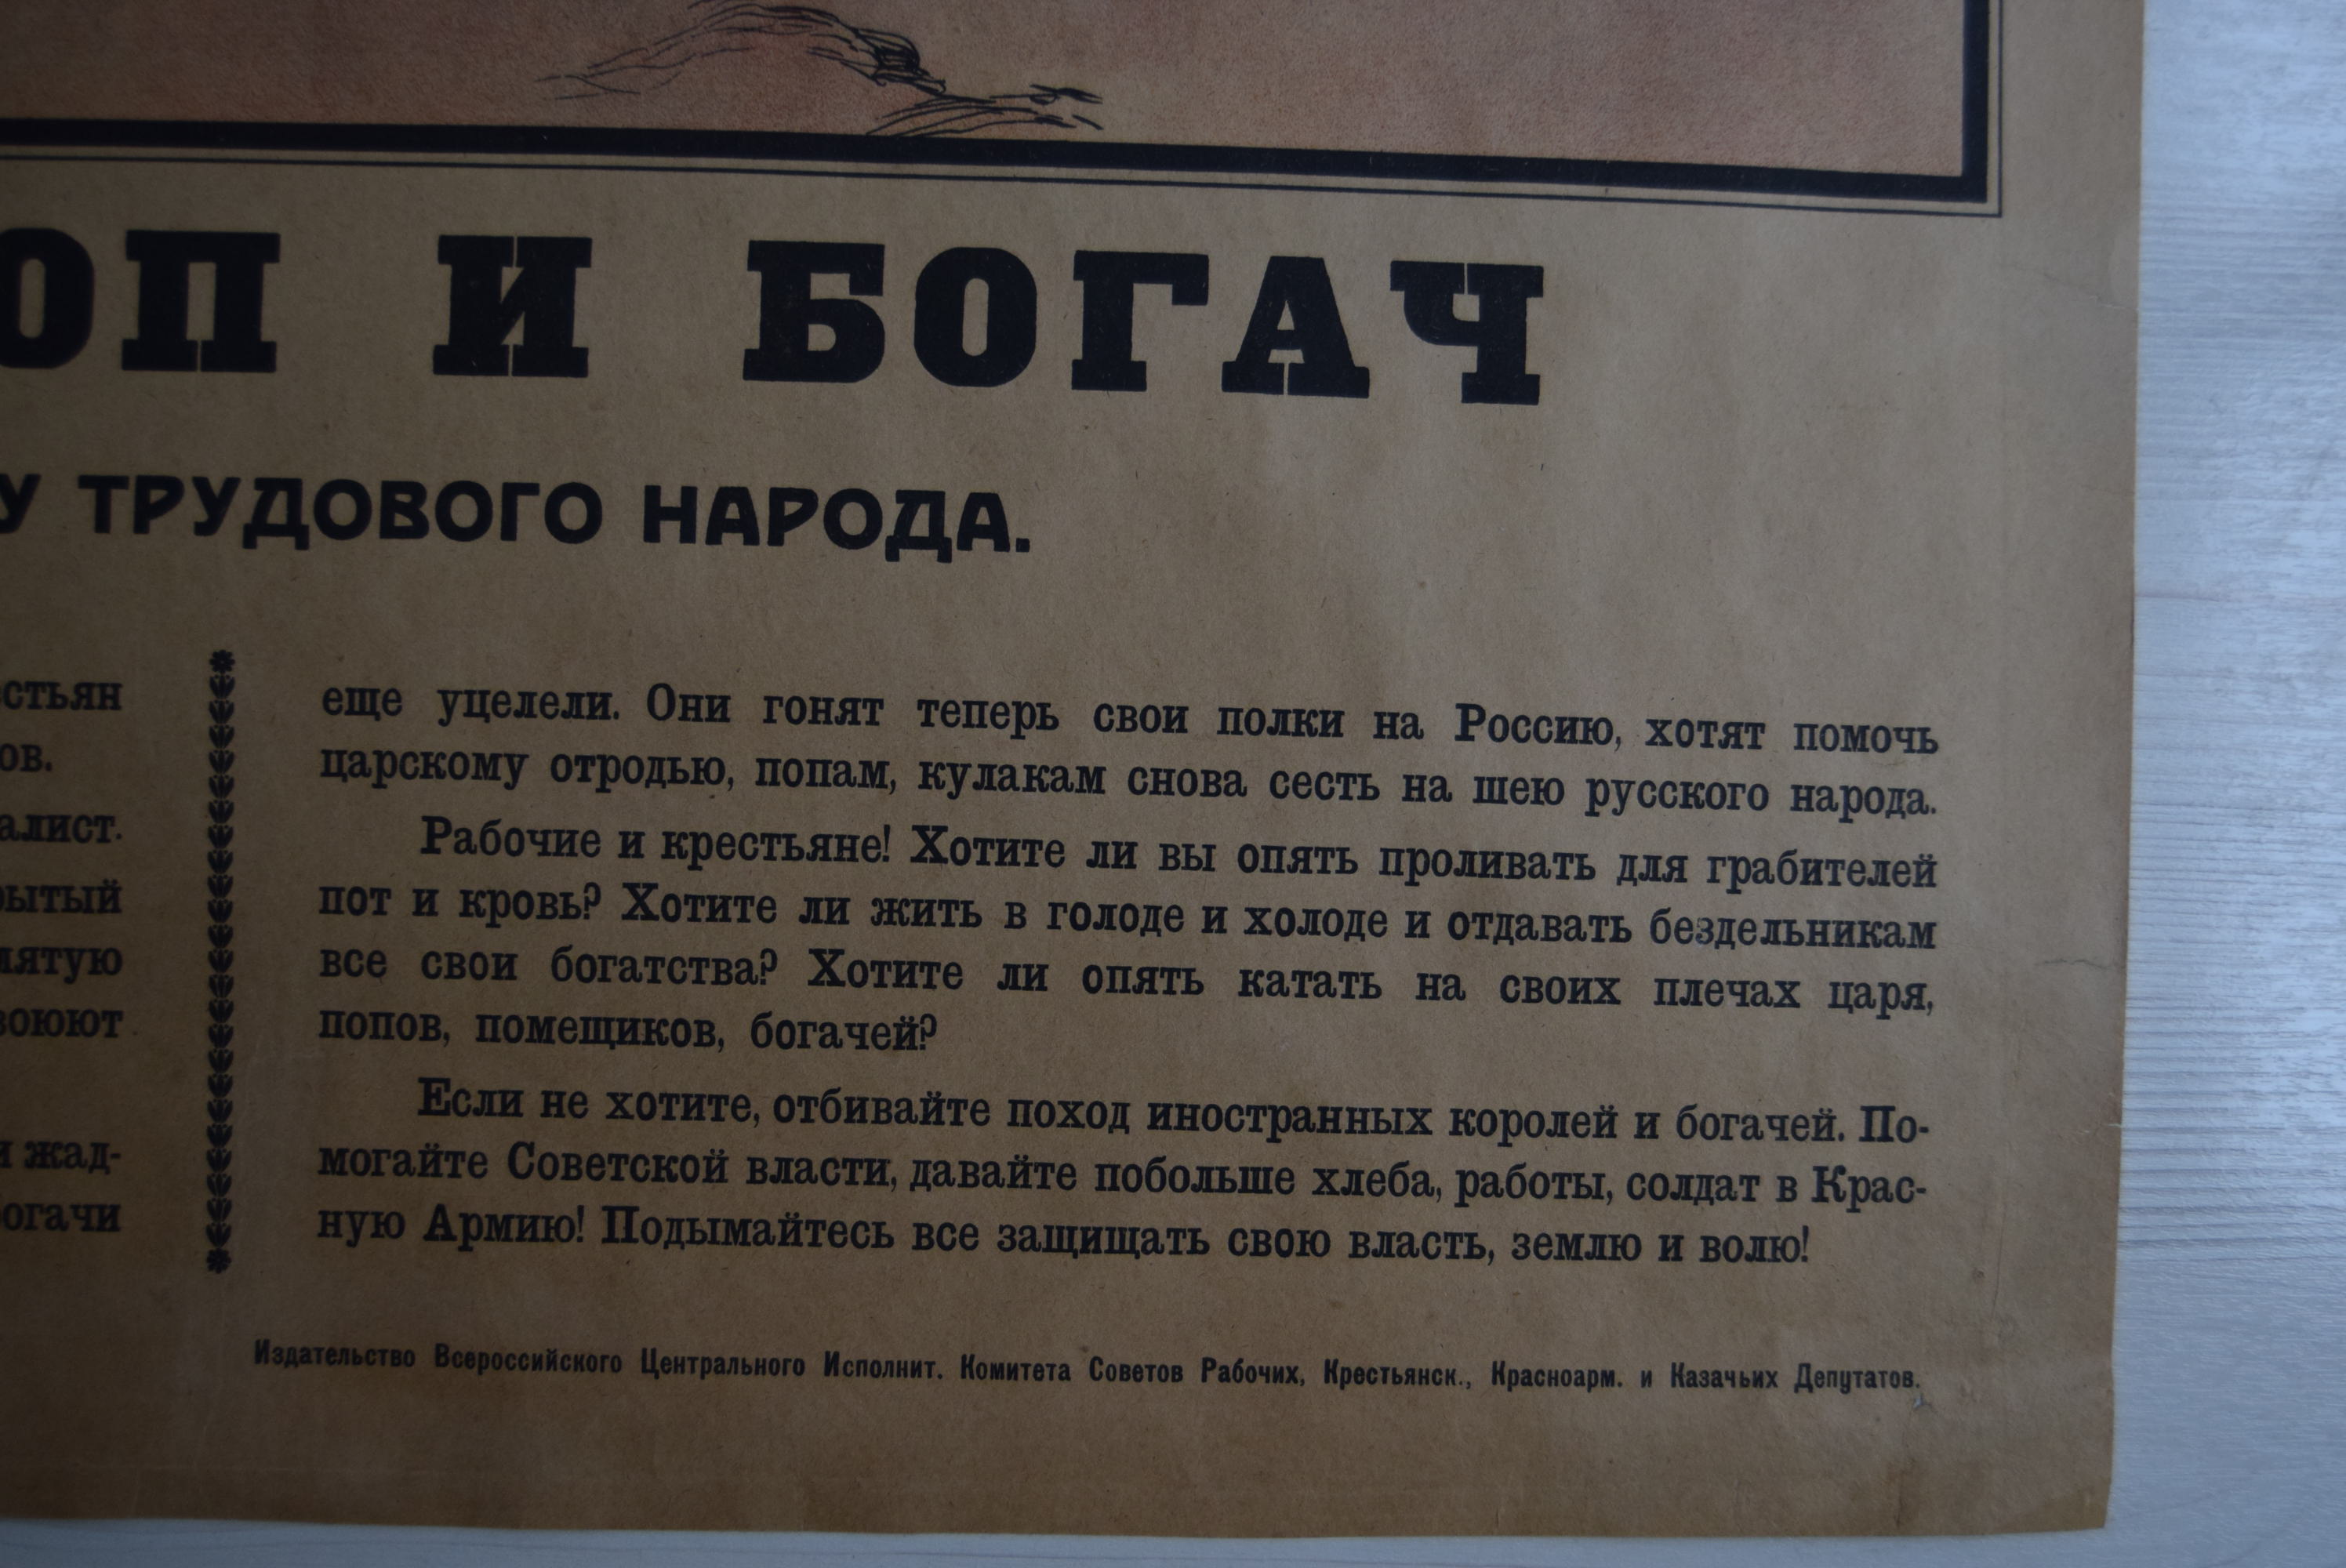 ОП И БОГАЧ
У ТРУДОВОГО НАРОДА.
стьян
ов.
алист.
рытый
лятую
воюют
и жад-
богачи
еще уцелели. Они гонят теперь свои полки на Россию, хотят помочь
царскому отродью, попам, кулакам снова сесть на шею русского народа.
Рабочие и крестьяне! Хотите ли вы опять проливать для грабителей
пот и кровь? Хотите ли жить в голоде и холоде и отдавать бездельникам
все свои богатства? Хотите ли опять катать на своих плечах царя,
попов, помещиков, богачей?
Если не хотите, отбивайте поход иностранных королей и богачей. По-
могайте Советской власти, давайте побольше хлеба, работы, солдат в Крас-
ную Армию! Подымайтесь все защищать свою власть, землю и волю!
Издательство Всероссийского Центрального Исполнит. Комитета Советов Рабочих, Крестьянск., Красноарм. и Казачьих Депутатов.